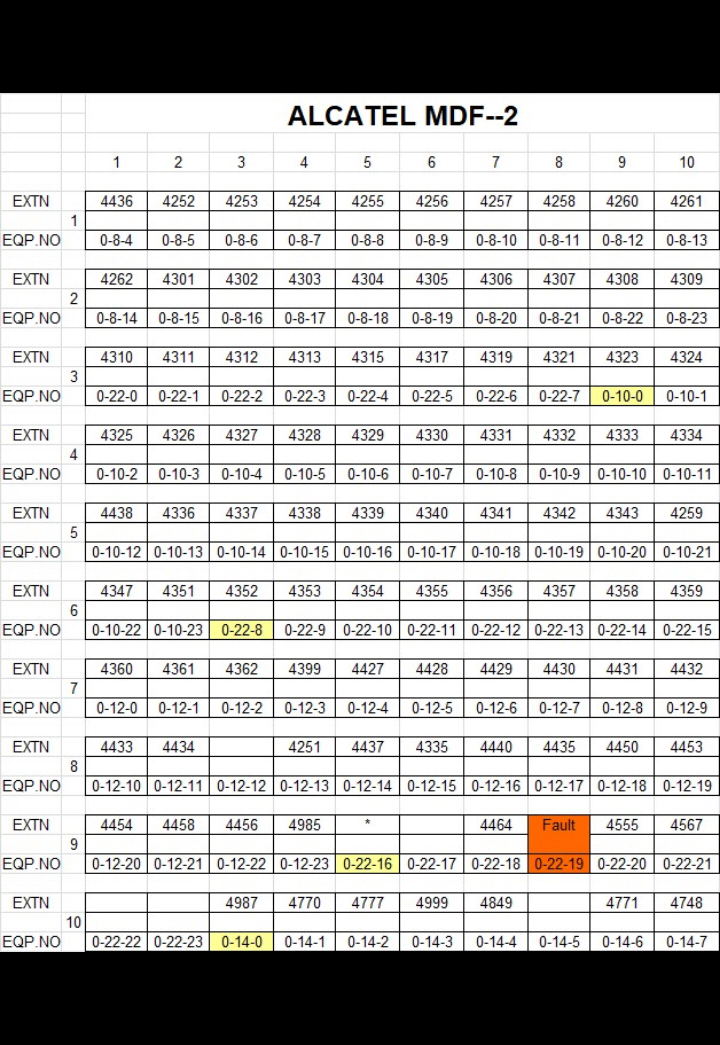 ALCATEL MDF--2
1 2 3 4 5 6 7 8 9 10
EXTN 4436 4252 4253 4254 4255 4256 4257 4258 4260 4261
1
EQP.NO 0-8-4 0-8-5 0-8-6 0-8-7 0-8-8 0-8-9 0-8-10 0-8-11 0-8-12 0-8-13
EXTN 4262 4301 4302 4303 4304 4305 4306 4307 4308 4309
2
EQP.NO 0-8-14 0-8-15 0-8-16 0-8-17 0-8-18 0-8-19 0-8-20 0-8-21 0-8-22 0-8-23
EXTN 4310 4311 4312 4313 4315 4317 4319 4321 4323 4324
3
EQP.NO 0-22-0 0-22-1 0-22-2 0-22-3 0-22-4 0-22-5 0-22-6 0-22-7 0-10-0 0-10-1
EXTN 4325 4326 4327 4328 4329 4330 4331 4332 4333 4334
4
EQP.NO 0-10-2 0-10-3 0-10-4 0-10-5 0-10-6 0-10-7 0-10-8 0-10-9 0-10-10 0-10-11
EXTN 4438 4336 4337 4338 4339 4340 4341 4342 4343 4259
5
EQP.NO 0-10-12 0-10-13 0-10-14 0-10-15 0-10-16 0-10-17 0-10-18 0-10-19 0-10-20 0-10-21
EXTN 4347 4351 4352 4353 4354 4355 4356 4357 4358 4359
6
EQP.NO 0-10-22 0-10-23 0-22-8 0-22-9 0-22-10 0-22-11 0-22-12 0-22-13 0-22-14 0-22-15
EXTN 4360 4361 4362 4399 4427 4428 4429 4430 4431 4432
7
EQP.NO 0-12-0 0-12-1 0-12-2 0-12-3 0-12-4 0-12-5 0-12-6 0-12-7 0-12-8 0-12-9
EXTN 4433 4434 4251 4437 4335 4440 4435 4450 4453
8
EQP.NO 0-12-10 0-12-11 0-12-12 0-12-13 0-12-14 0-12-15 0-12-16 0-12-17 0-12-18 0-12-19
EXTN 4454 4458 4456 4985 * 4464 Fault 4555 4567
9
EQP.NO 0-12-20 0-12-21 0-12-22 0-12-23 0-22-16 0-22-17 0-22-18 0-22-19 0-22-20 0-22-21
EXTN 4987 4770 4777 4999 4849 4771 4748
10
EQP.NO 0-22-22 0-22-23 0-14-0 0-14-1 0-14-2 0-14-3 0-14-4 0-14-5 0-14-6 0-14-7